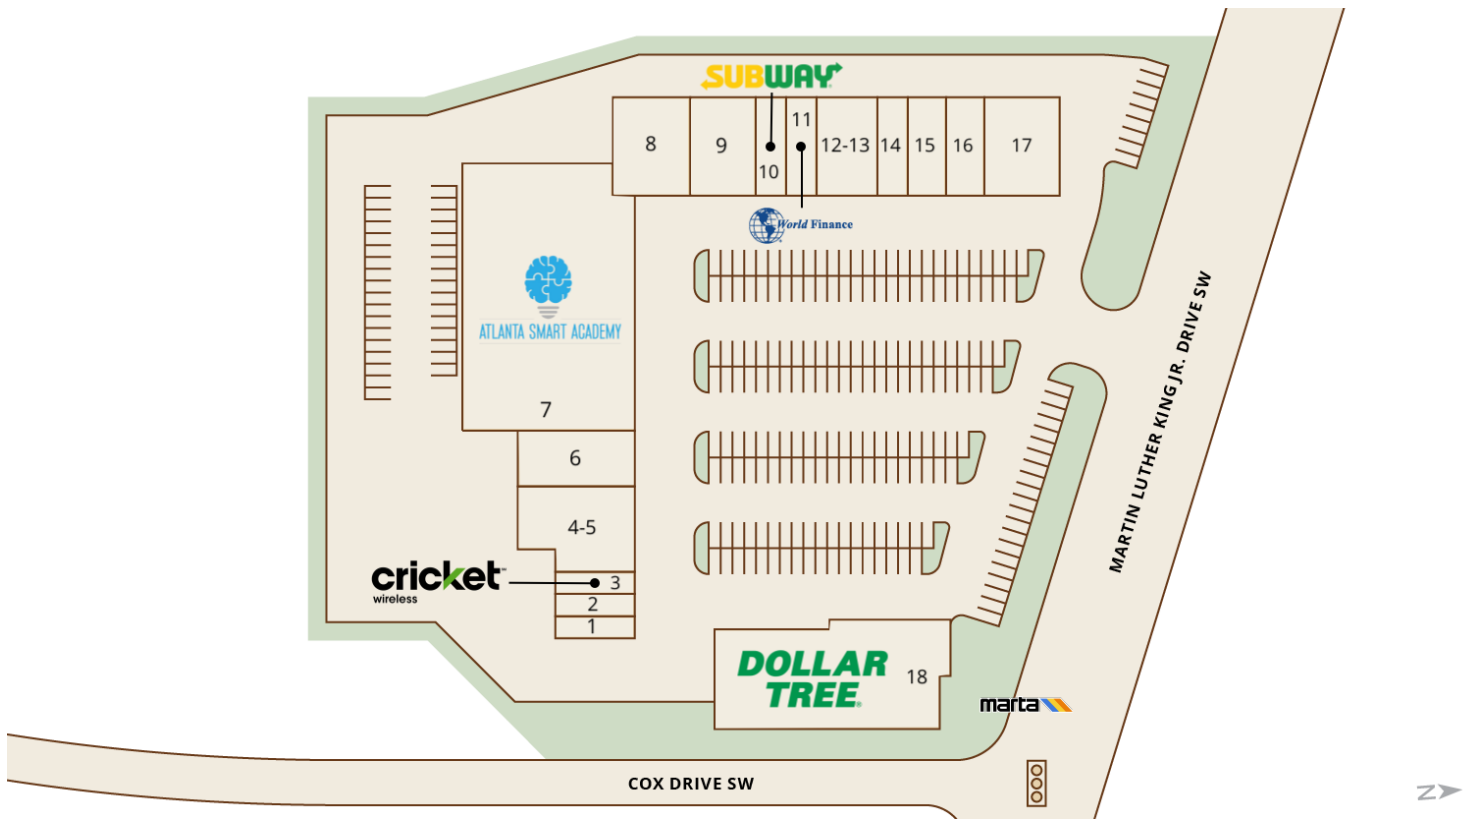 SUBWAY
8
9
10
11
12-13
14
15
16
17
World Finance
ATLANTA SMART ACADEMY
7
6
4-5
cricket
wireless
3
2
1
DOLLAR
TREE
18
marta
MARTIN LUTHER KING JR. DRIVE SW
COX DRIVE SW
N